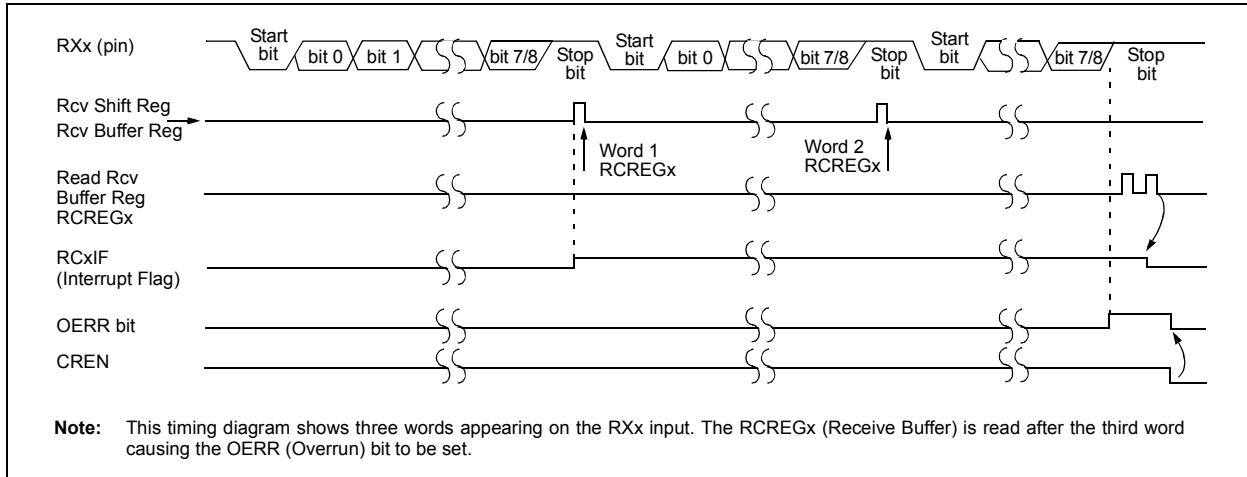 RXx (pin)
Start bit
bit 0
bit 1
bit 7/8
Stop bit
Start bit
bit 0
bit 7/8
Stop bit
Start bit
bit 7/8
Stop bit
Rcv Shift Reg
Rcv Buffer Reg
Word 1
RCREGx
Word 2
RCREGx
Read Rcv
Buffer Reg
RCREGx
RCxIF
(Interrupt Flag)
OERR bit
CREN
Note: This timing diagram shows three words appearing on the RXx input. The RCREGx (Receive Buffer) is read after the third word
causing the OERR (Overrun) bit to be set.